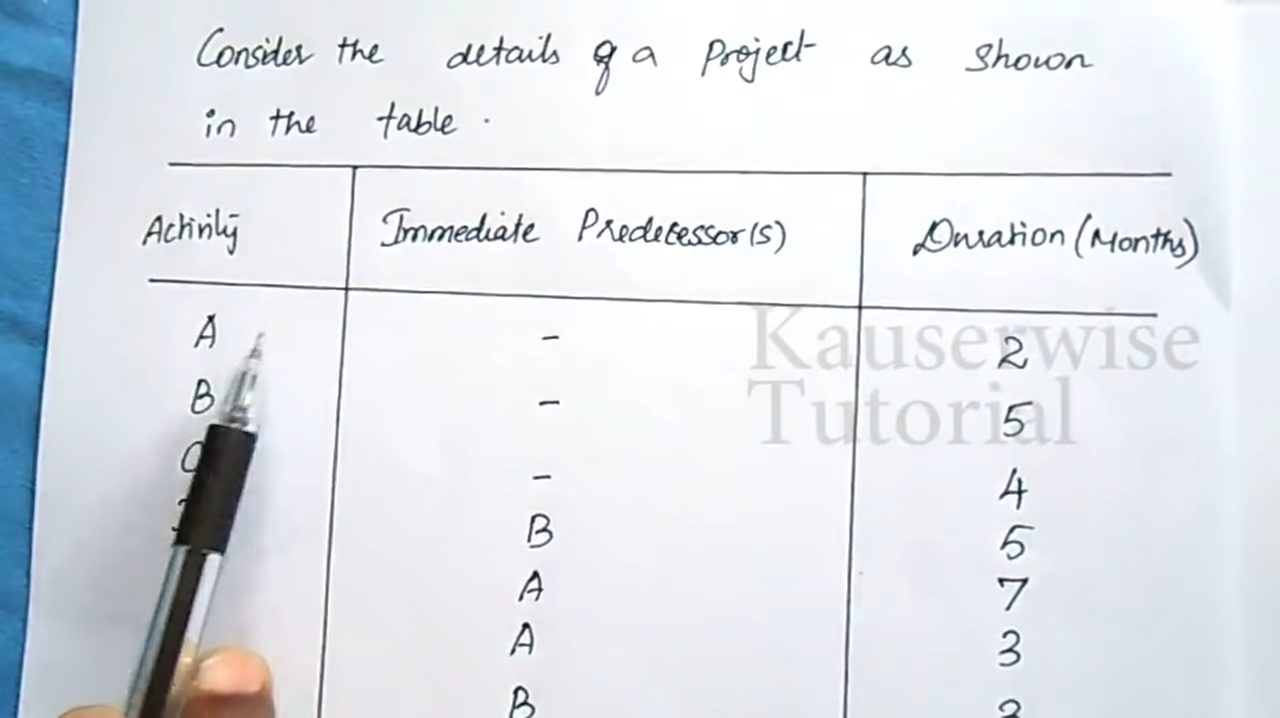 Consider the details of a Project as shown
in the table.
Activity Immediate Predecessor(s) Duration (Months)
A - 2
B - 5
- 4
B 5
A 7
A 3
B
Kauserwise
Tutorial